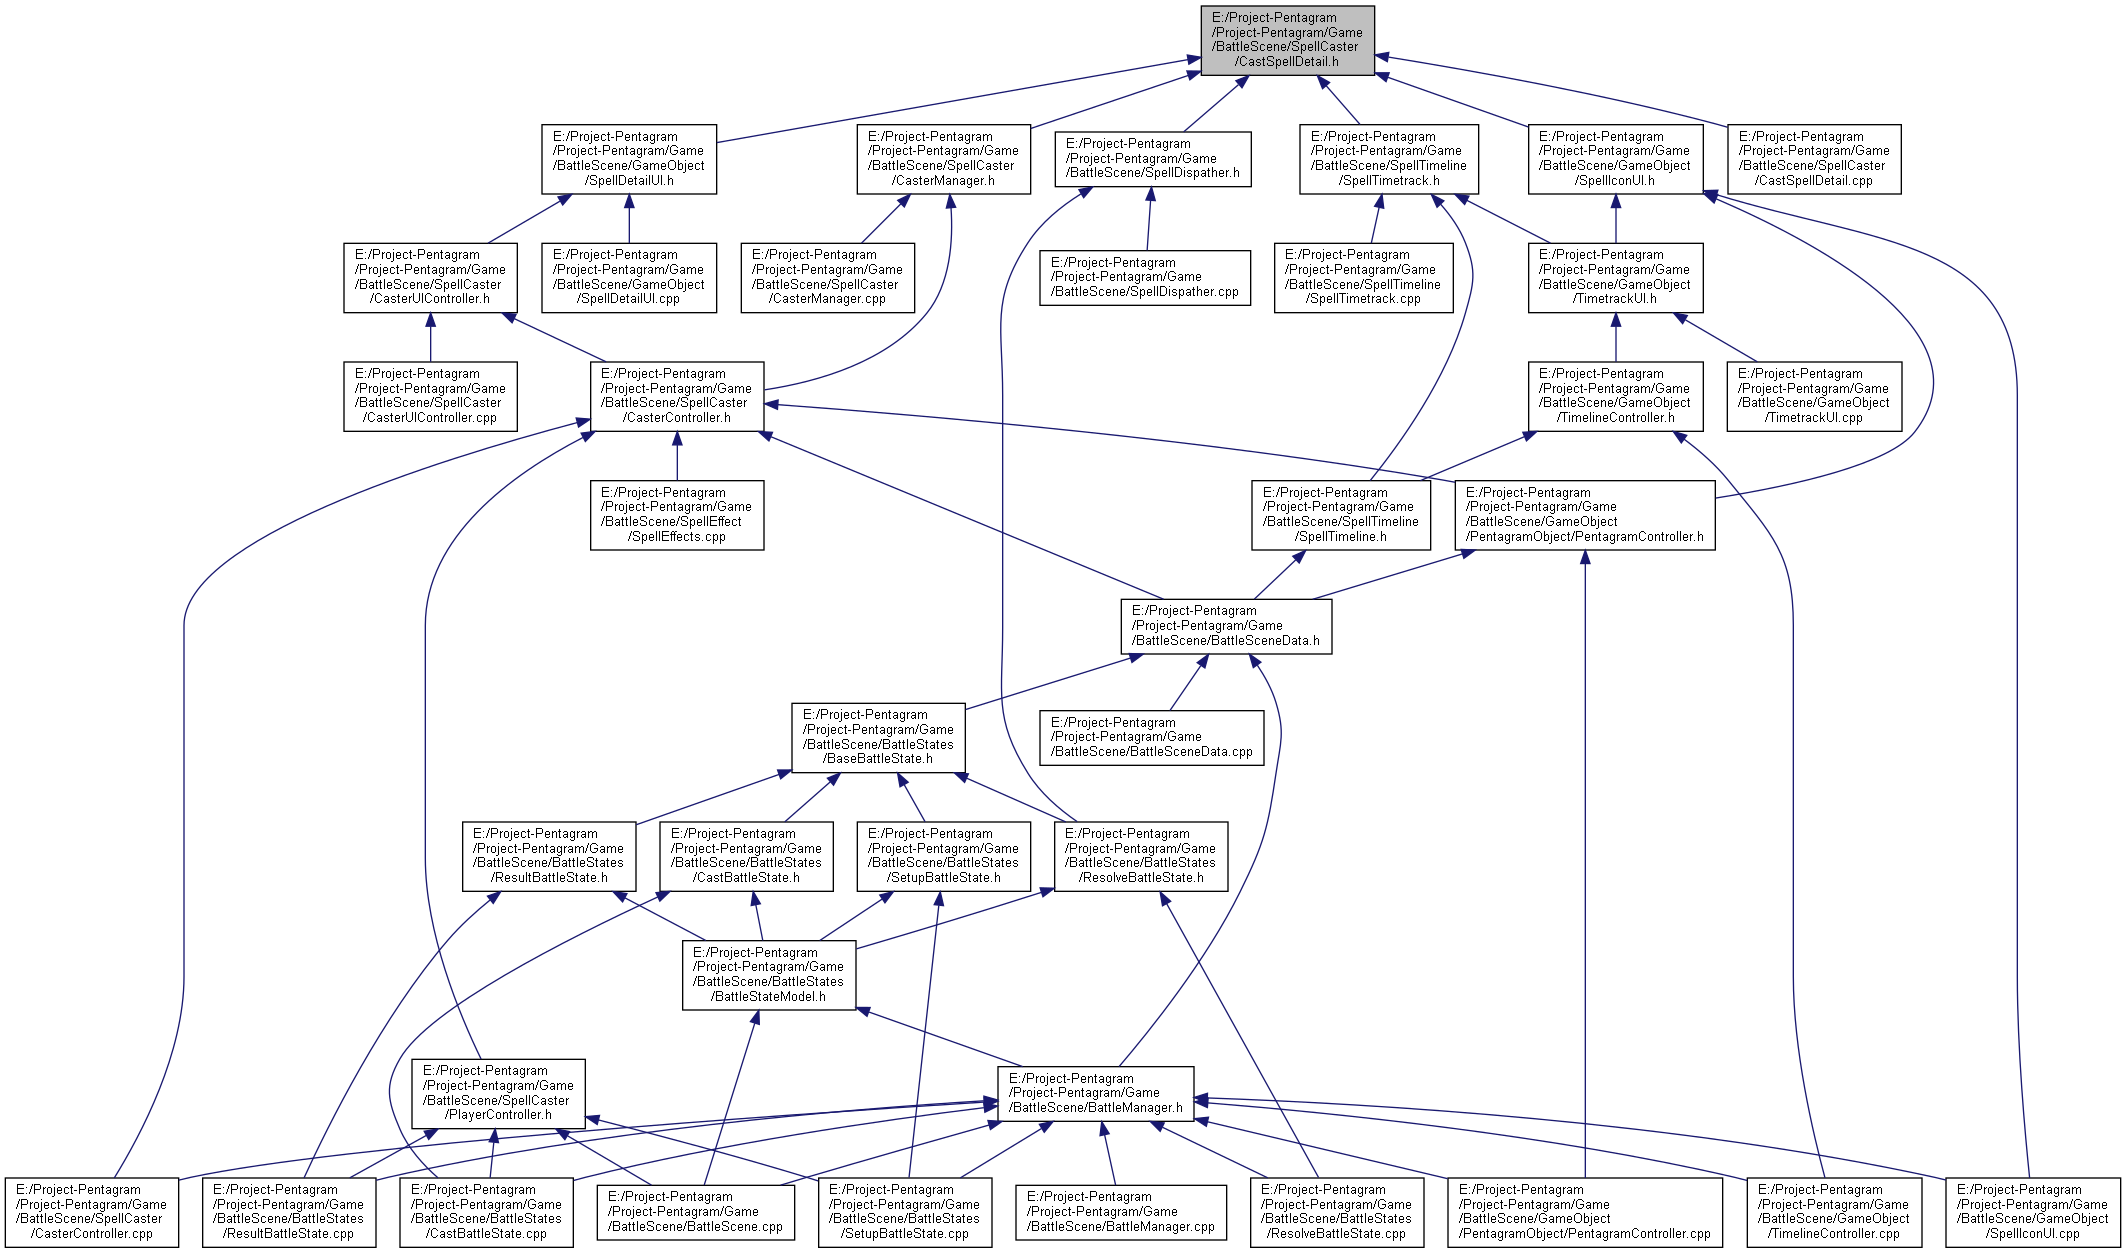 E:/Project-Pentagram
/Project-Pentagram/Game
/BattleScene/SpellCaster
/CastSpellDetail.h
E:/Project-Pentagram
/Project-Pentagram/Game
/BattleScene/GameObject
/SpellDetailUI.h
E:/Project-Pentagram
/Project-Pentagram/Game
/BattleScene/SpellCaster
/CasterManager.h
E:/Project-Pentagram
/Project-Pentagram/Game
/BattleScene/SpellDispather.h
E:/Project-Pentagram
/Project-Pentagram/Game
/BattleScene/SpellTimeline
/SpellTimetrack.h
E:/Project-Pentagram
/Project-Pentagram/Game
/BattleScene/GameObject
/SpellIconUI.h
E:/Project-Pentagram
/Project-Pentagram/Game
/BattleScene/SpellCaster
/CastSpellDetail.cpp
E:/Project-Pentagram
/Project-Pentagram/Game
/BattleScene/SpellCaster
/CasterUIController.h
E:/Project-Pentagram
/Project-Pentagram/Game
/BattleScene/GameObject
/SpellDetailUI.cpp
E:/Project-Pentagram
/Project-Pentagram/Game
/BattleScene/SpellCaster
/CasterManager.cpp
E:/Project-Pentagram
/Project-Pentagram/Game
/BattleScene/SpellDispather.cpp
E:/Project-Pentagram
/Project-Pentagram/Game
/BattleScene/SpellTimeline
/SpellTimetrack.cpp
E:/Project-Pentagram
/Project-Pentagram/Game
/BattleScene/GameObject
/TimetrackUI.h
E:/Project-Pentagram
/Project-Pentagram/Game
/BattleScene/SpellCaster
/CasterUIController.cpp
E:/Project-Pentagram
/Project-Pentagram/Game
/BattleScene/SpellCaster
/CasterController.h
E:/Project-Pentagram
/Project-Pentagram/Game
/BattleScene/GameObject
/TimelineController.h
E:/Project-Pentagram
/Project-Pentagram/Game
/BattleScene/GameObject
/TimetrackUI.cpp
E:/Project-Pentagram
/Project-Pentagram/Game
/BattleScene/SpellEffect
/SpellEffects.cpp
E:/Project-Pentagram
/Project-Pentagram/Game
/BattleScene/SpellTimeline
/SpellTimeline.h
E:/Project-Pentagram
/Project-Pentagram/Game
/BattleScene/GameObject
/PentagramObject/PentagramController.h
E:/Project-Pentagram
/Project-Pentagram/Game
/BattleScene/BattleSceneData.h
E:/Project-Pentagram
/Project-Pentagram/Game
/BattleScene/BattleStates
/BaseBattleState.h
E:/Project-Pentagram
/Project-Pentagram/Game
/BattleScene/BattleSceneData.cpp
E:/Project-Pentagram
/Project-Pentagram/Game
/BattleScene/BattleStates
/ResultBattleState.h
E:/Project-Pentagram
/Project-Pentagram/Game
/BattleScene/BattleStates
/CastBattleState.h
E:/Project-Pentagram
/Project-Pentagram/Game
/BattleScene/BattleStates
/SetupBattleState.h
E:/Project-Pentagram
/Project-Pentagram/Game
/BattleScene/BattleStates
/ResolveBattleState.h
E:/Project-Pentagram
/Project-Pentagram/Game
/BattleScene/BattleStates
/BattleStateModel.h
E:/Project-Pentagram
/Project-Pentagram/Game
/BattleScene/SpellCaster
/PlayerController.h
E:/Project-Pentagram
/Project-Pentagram/Game
/BattleScene/BattleManager.h
E:/Project-Pentagram
/Project-Pentagram/Game
/BattleScene/SpellCaster
/CasterController.cpp
E:/Project-Pentagram
/Project-Pentagram/Game
/BattleScene/BattleStates
/ResultBattleState.cpp
E:/Project-Pentagram
/Project-Pentagram/Game
/BattleScene/BattleStates
/CastBattleState.cpp
E:/Project-Pentagram
/Project-Pentagram/Game
/BattleScene/BattleScene.cpp
E:/Project-Pentagram
/Project-Pentagram/Game
/BattleScene/BattleStates
/SetupBattleState.cpp
E:/Project-Pentagram
/Project-Pentagram/Game
/BattleScene/BattleManager.cpp
E:/Project-Pentagram
/Project-Pentagram/Game
/BattleScene/BattleStates
/ResolveBattleState.cpp
E:/Project-Pentagram
/Project-Pentagram/Game
/BattleScene/GameObject
/PentagramObject/PentagramController.cpp
E:/Project-Pentagram
/Project-Pentagram/Game
/BattleScene/GameObject
/TimelineController.cpp
E:/Project-Pentagram
/Project-Pentagram/Game
/BattleScene/GameObject
/SpellIconUI.cpp